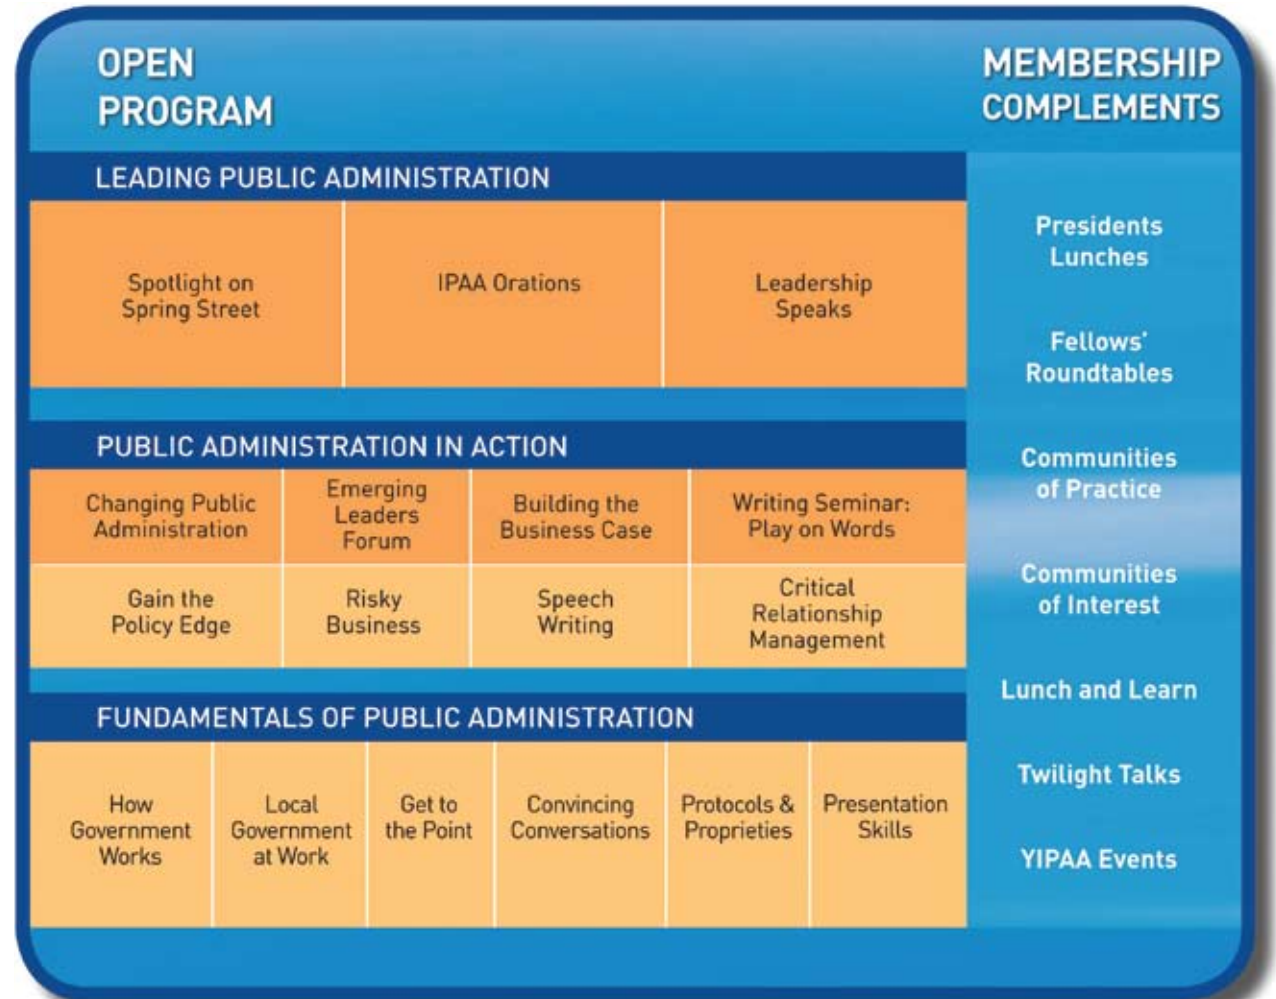 OPEN
PROGRAM
MEMBERSHIP
COMPLEMENTS
LEADING PUBLIC ADMINISTRATION
Spotlight on
Spring Street
IPAA Orations
Leadership
Speaks
PUBLIC ADMINISTRATION IN ACTION
Changing Public
Administration
Emerging
Leaders
Forum
Building the
Business Case
Writing Seminar:
Play on Words
Gain the
Policy Edge
Risky
Business
Speech
Writing
Critical
Relationship
Management
FUNDAMENTALS OF PUBLIC ADMINISTRATION
How
Government
Works
Local
Government
at Work
Get to
the Point
Convincing
Conversations
Protocols &
Proprieties
Presentation
Skills
Presidents
Lunches
Fellows'
Roundtables
Communities
of Practice
Communities
of Interest
Lunch and Learn
Twilight Talks
YIPAA Events